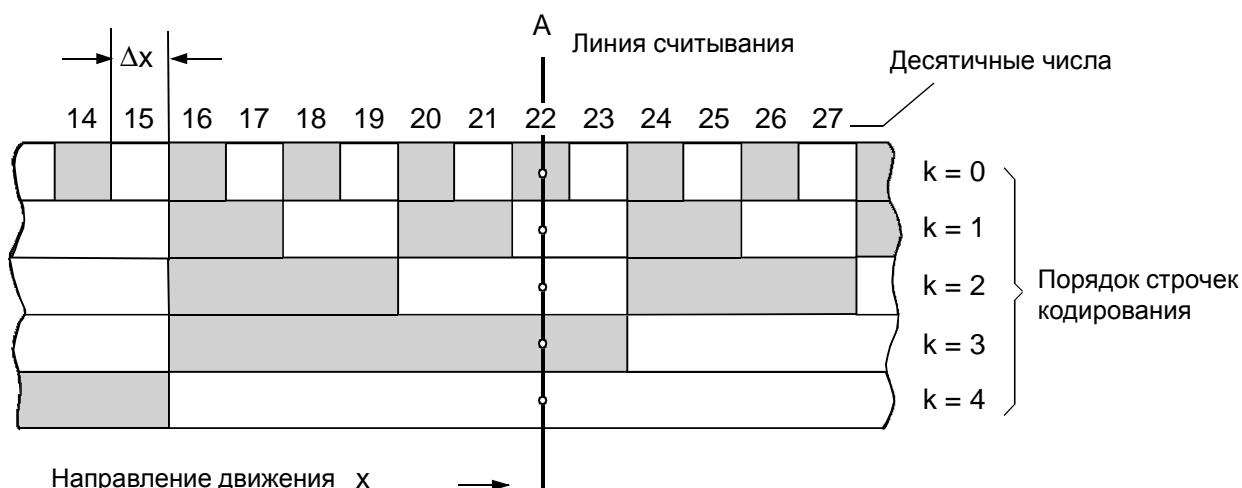 A
Линия считывания
Δx
Десятичные числа
14 15 16 17 18 19 20 21 22 23 24 25 26 27
k = 0
k = 1
k = 2
k = 3
k = 4
Порядок строчек
кодирования
Направление движения x